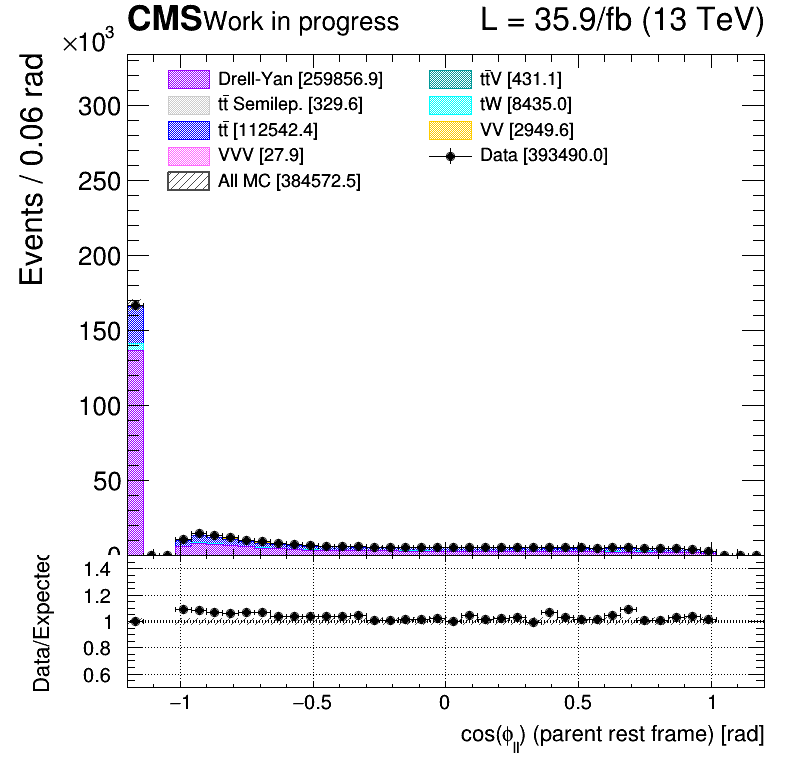 CMS Work in progress L = 35.9/fb (13 TeV)
×10³
Events / 0.06 rad
300
250
200
150
100
50
0
Drell-Yan [259856.9]
tt̄ Semilep. [329.6]
tt̄ [112542.4]
VVV [27.9]
All MC [384572.5]
tt̄V [431.1]
tW [8435.0]
VV [2949.6]
Data [393490.0]
Data/Expected
1.4
1.2
1
0.8
0.6
−1 −0.5 0 0.5 1
cos(ϕ_ll) (parent rest frame) [rad]